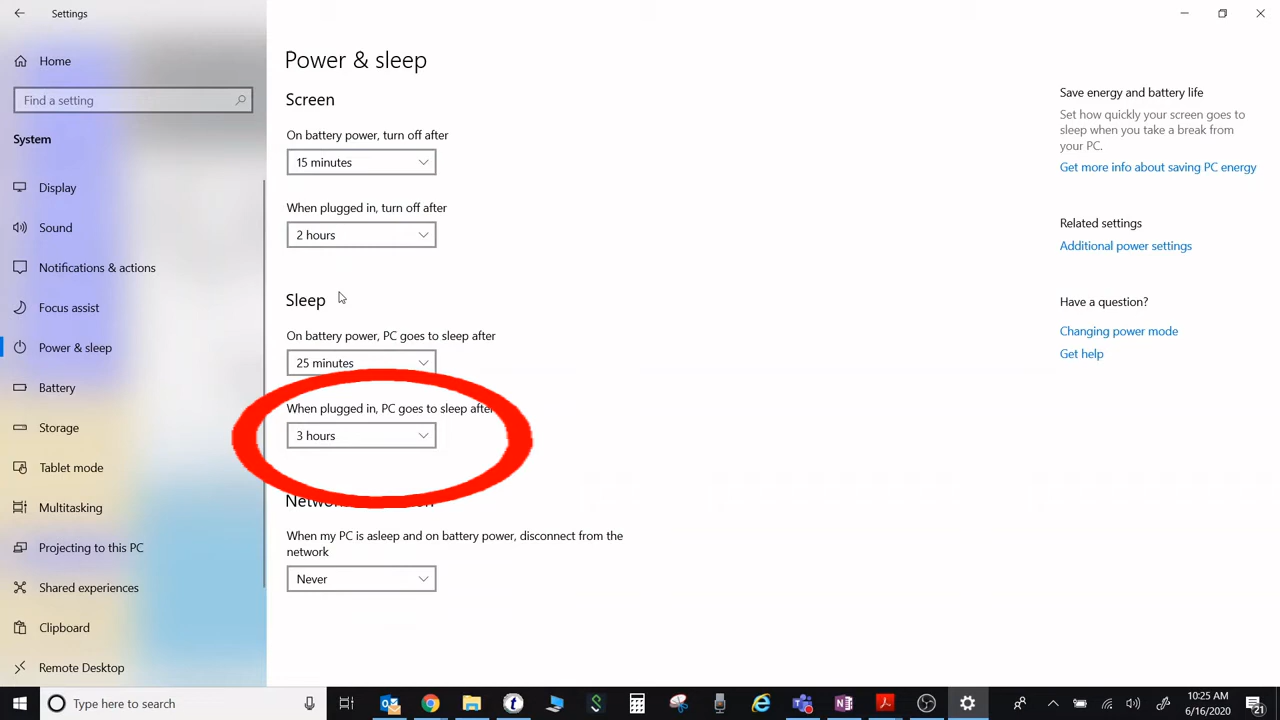 Settings
Home
Find a setting
System
Display
Sound
Notifications & actions
Focus assist
Power & sleep
Battery
Storage
Tablet mode
Multitasking
Projecting to this PC
Shared experiences
Clipboard
Remote Desktop
Power & sleep
Screen
On battery power, turn off after
15 minutes
When plugged in, turn off after
2 hours
Sleep
On battery power, PC goes to sleep after
25 minutes
When plugged in, PC goes to sleep after
3 hours
When my PC is asleep and on battery power, disconnect from the
network
Never
Save energy and battery life
Set how quickly your screen goes to
sleep when you take a break from
your PC.
Get more info about saving PC energy
Related settings
Additional power settings
Have a question?
Changing power mode
Get help
Type here to search
10:25 AM
6/16/2020
21